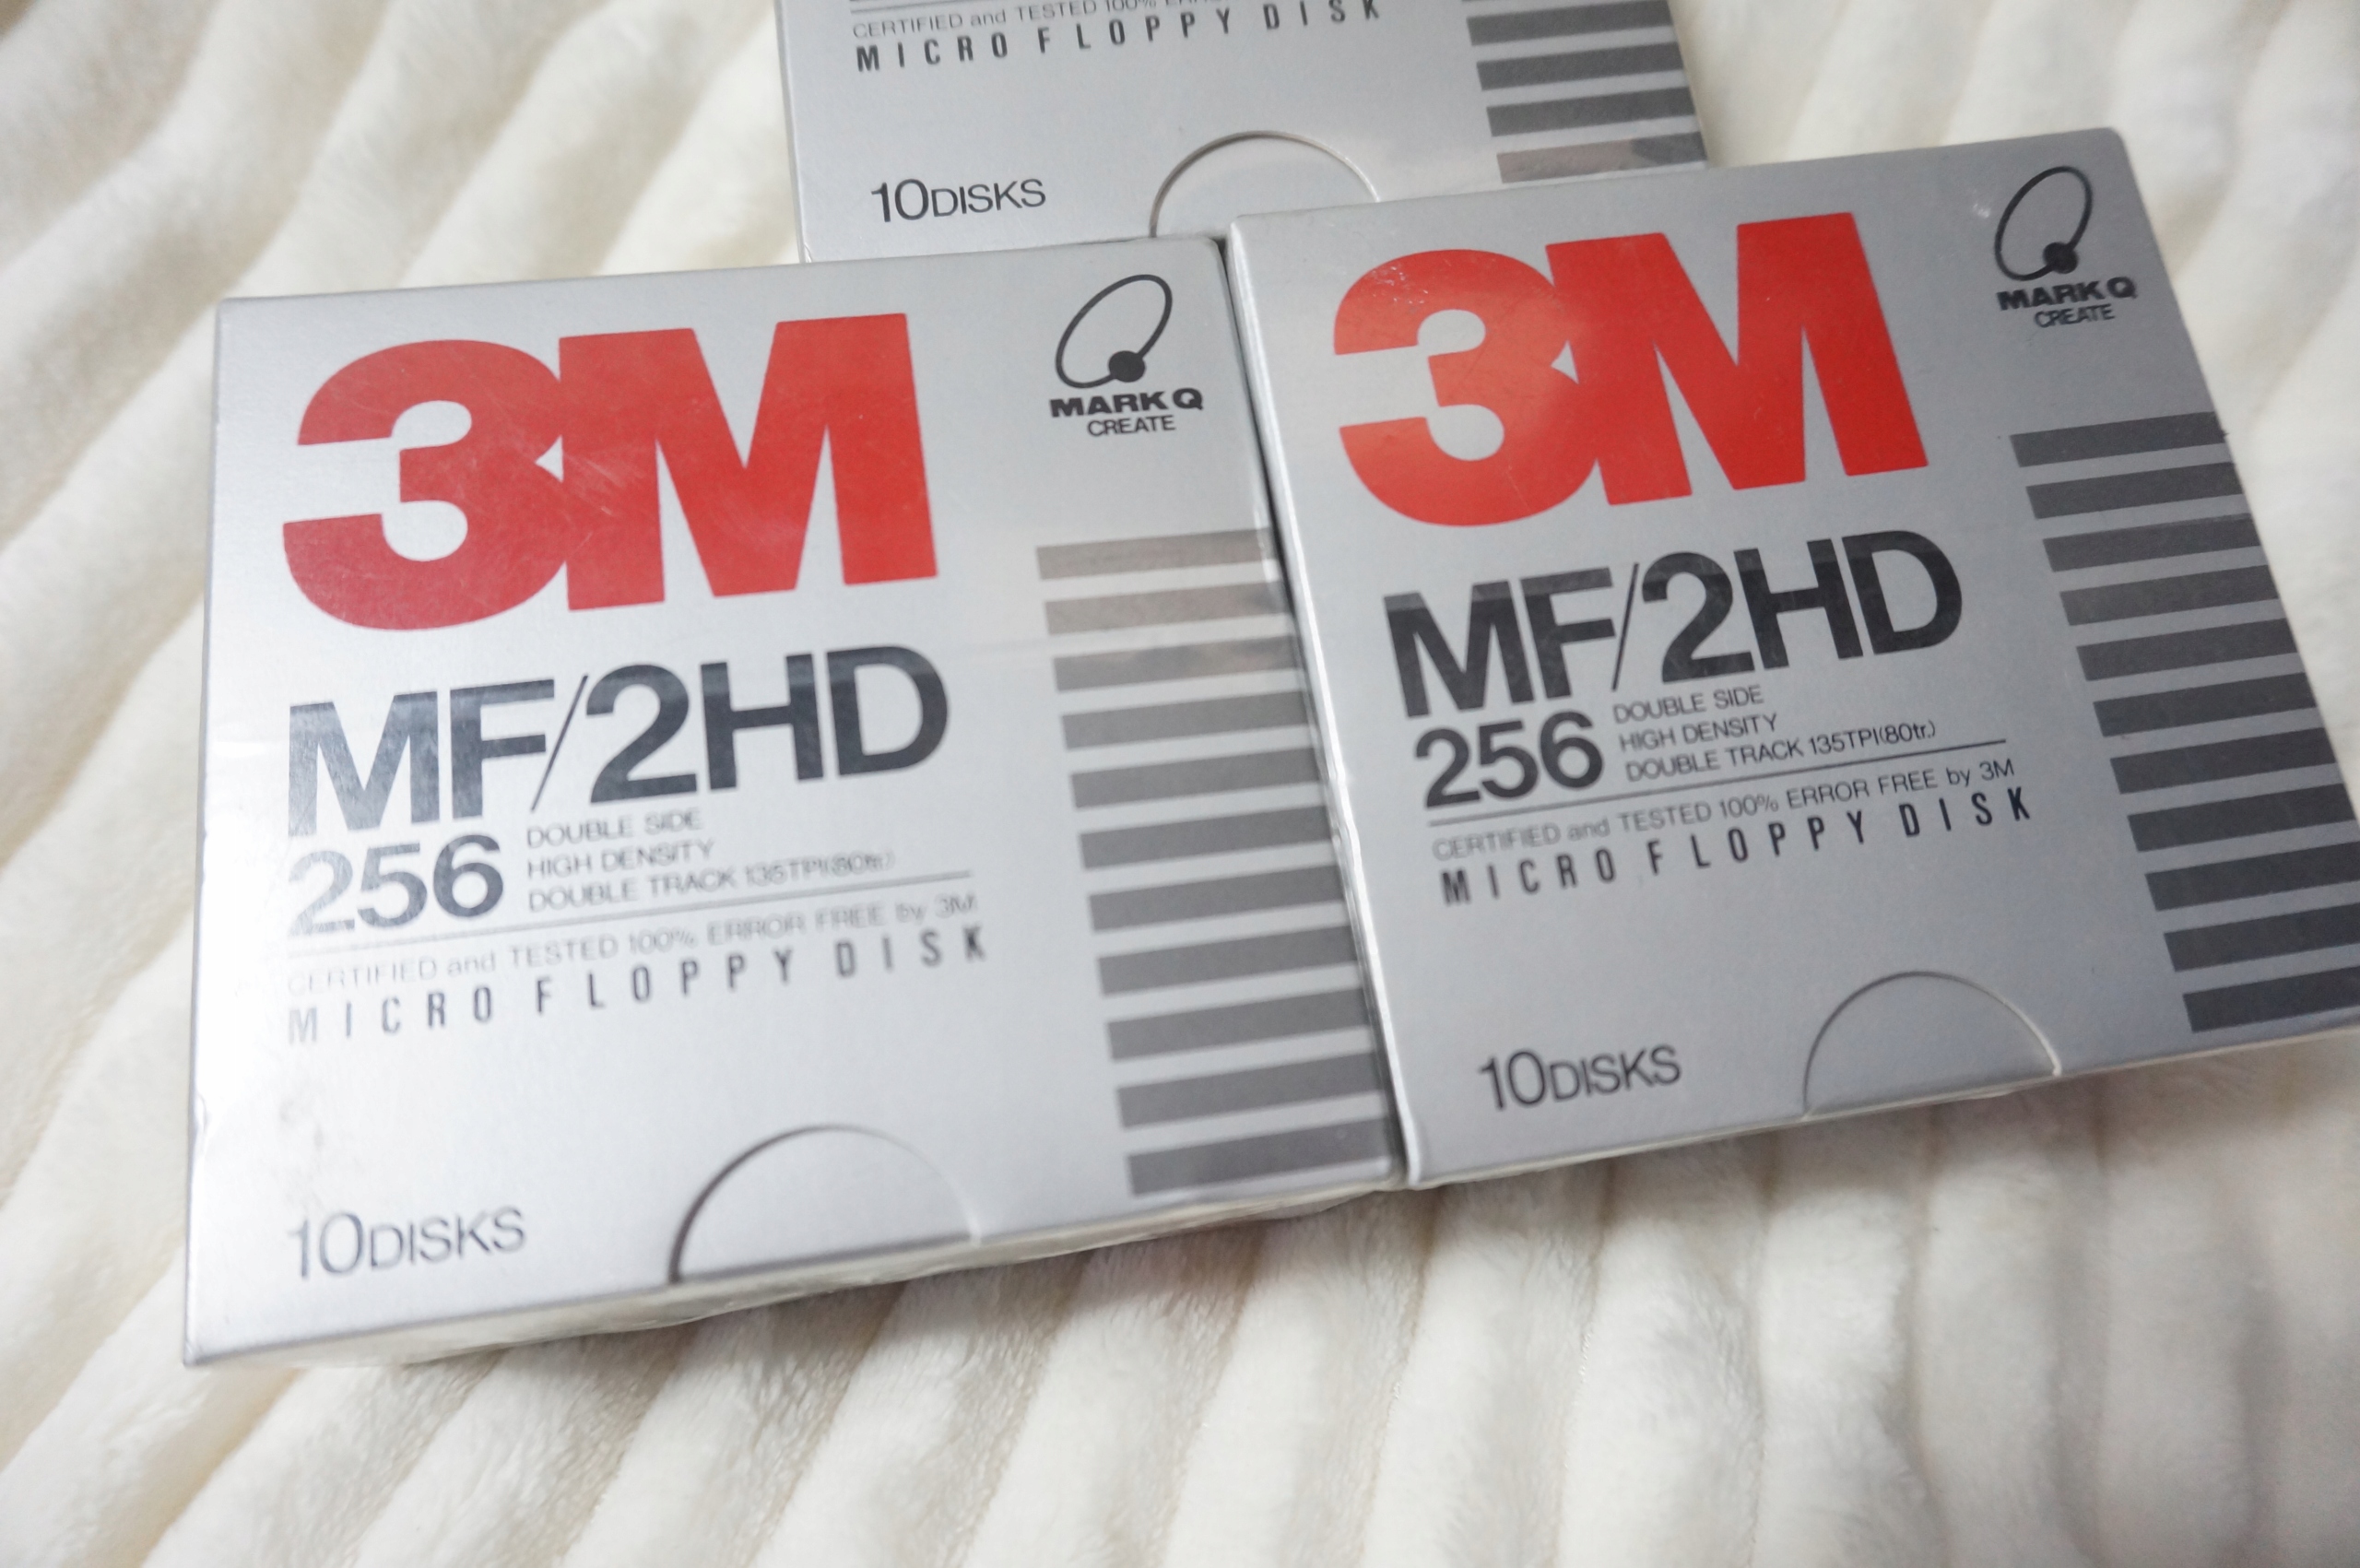 CERTIFIED and TESTED 100%
MICRO FLOPPY DISK
10DISKS
3M
MARK Q
CREATE
MF/2HD
256
DOUBLE SIDE
HIGH DENSITY
DOUBLE TRACK 135TPI(80tr.)
CERTIFIED and TESTED 100% ERROR FREE by 3M
MICRO FLOPPY DISK
10DISKS
3M
MARK Q
CREATE
MF/2HD
256
DOUBLE SIDE
HIGH DENSITY
DOUBLE TRACK 135TPI(80tr.)
CERTIFIED and TESTED 100% ERROR FREE by 3M
MICRO FLOPPY DISK
10DISKS